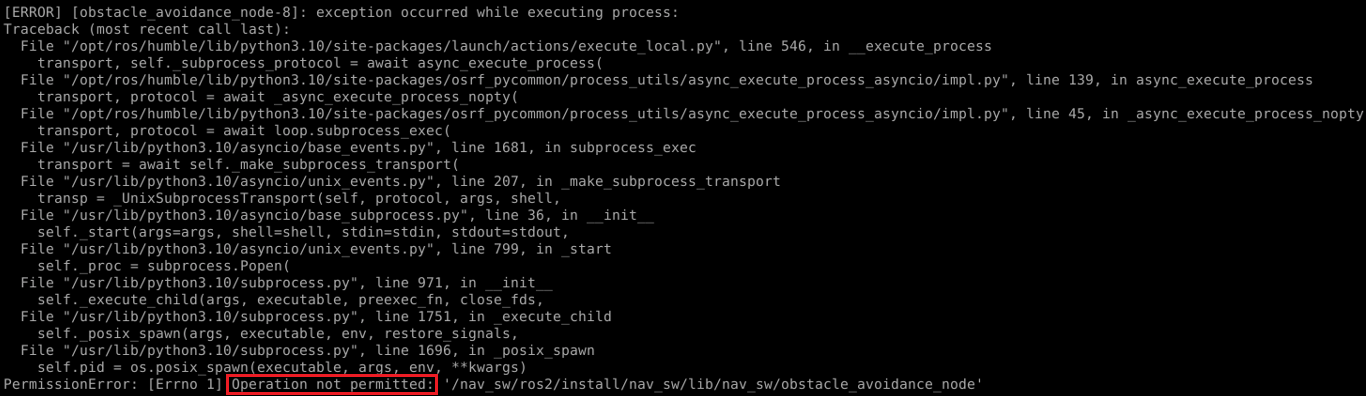 [ERROR] [obstacle_avoidance_node-8]: exception occurred while executing process:
Traceback (most recent call last):
  File "/opt/ros/humble/lib/python3.10/site-packages/launch/actions/execute_local.py", line 546, in __execute_process
    transport, self._subprocess_protocol = await async_execute_process(
  File "/opt/ros/humble/lib/python3.10/site-packages/osrf_pycommon/process_utils/async_execute_process_asyncio/impl.py", line 139, in async_execute_process
    transport, protocol = await _async_execute_process_nopty(
  File "/opt/ros/humble/lib/python3.10/site-packages/osrf_pycommon/process_utils/async_execute_process_asyncio/impl.py", line 45, in _async_execute_process_nopty
    transport, protocol = await loop.subprocess_exec(
  File "/usr/lib/python3.10/asyncio/base_events.py", line 1681, in subprocess_exec
    transport = await self._make_subprocess_transport(
  File "/usr/lib/python3.10/asyncio/unix_events.py", line 207, in _make_subprocess_transport
    transp = _UnixSubprocessTransport(self, protocol, args, shell,
  File "/usr/lib/python3.10/asyncio/base_subprocess.py", line 36, in __init__
    self._start(args=args, shell=shell, stdin=stdin, stdout=stdout,
  File "/usr/lib/python3.10/asyncio/unix_events.py", line 799, in _start
    self._proc = subprocess.Popen(
  File "/usr/lib/python3.10/subprocess.py", line 971, in __init__
    self._execute_child(args, executable, preexec_fn, close_fds,
  File "/usr/lib/python3.10/subprocess.py", line 1751, in _execute_child
    self._posix_spawn(args, executable, env, restore_signals,
  File "/usr/lib/python3.10/subprocess.py", line 1696, in _posix_spawn
    self.pid = os.posix_spawn(executable, args, env, **kwargs)
PermissionError: [Errno 1] Operation not permitted: '/nav_sw/ros2/install/nav_sw/lib/nav_sw/obstacle_avoidance_node'